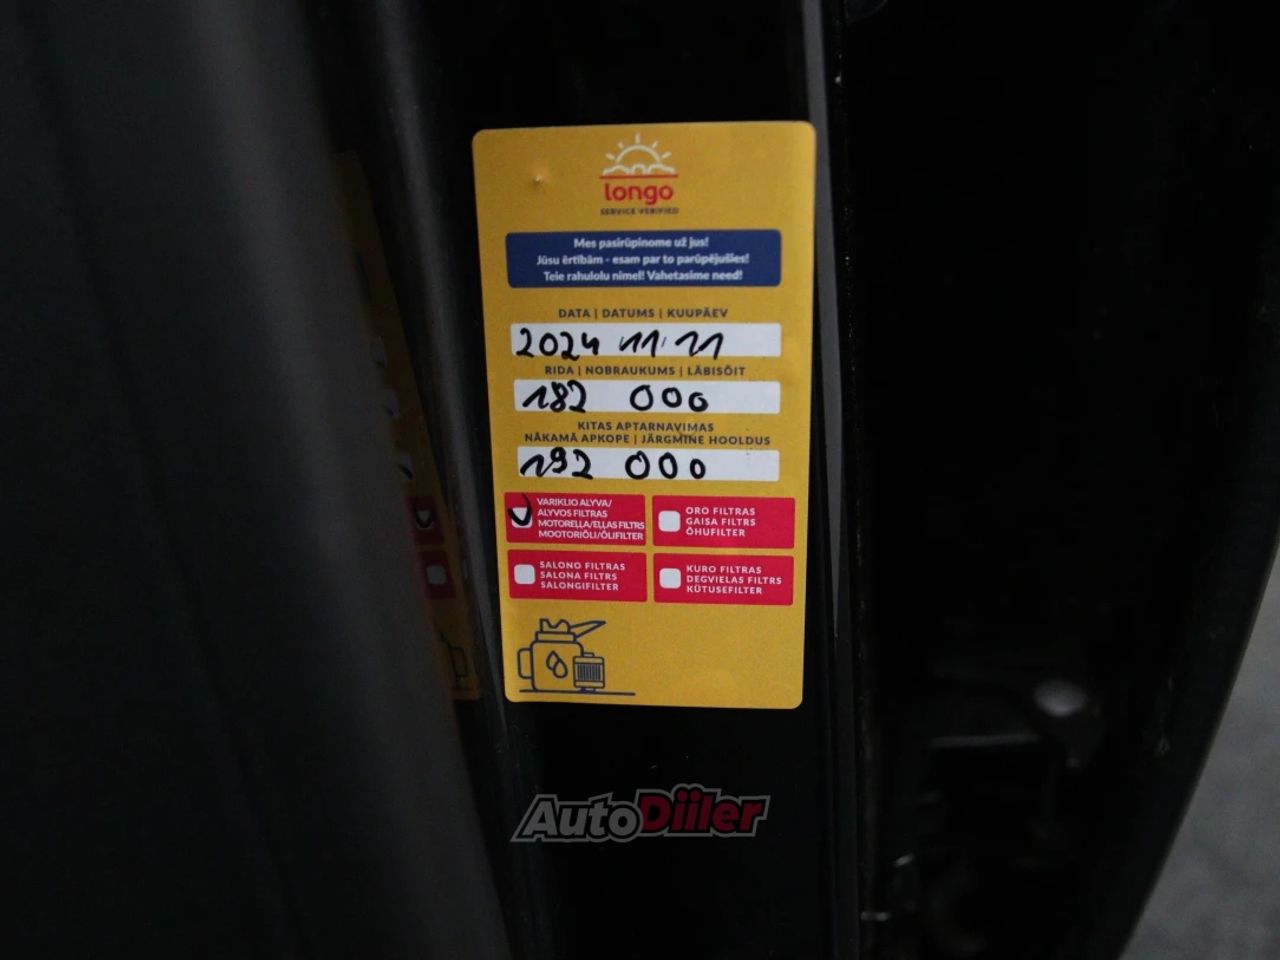 longo
SERVICE VERIFIED
Mes pasirūpinome už jus!
Jūsu ērtībām - esam par to parūpējušies!
Teie rahulolu nimel! Vahetasime need!
DATA | DATUMS | KUUPÄEV
2024 11.11
RIDA | NOBRAUKUMS | LÄBISÕIT
182 000
KITAS APTARNAVIMAS
NĀKAMĀ APKOPE | JÄRGMINE HOOLDUS
192 000
VARIKLIO ALYVA/
ALYVOS FILTRAS
MOTOREĻĻA/EĻĻAS FILTRS
MOOTORIÕLI/ÕLIFILTER
ORO FILTRAS
GAISA FILTRS
ÕHUFILTER
SALONO FILTRAS
SALONA FILTRS
SALONGIFILTER
KURO FILTRAS
DEGVIELAS FILTRS
KÜTUSEFILTER
AutoDiiler